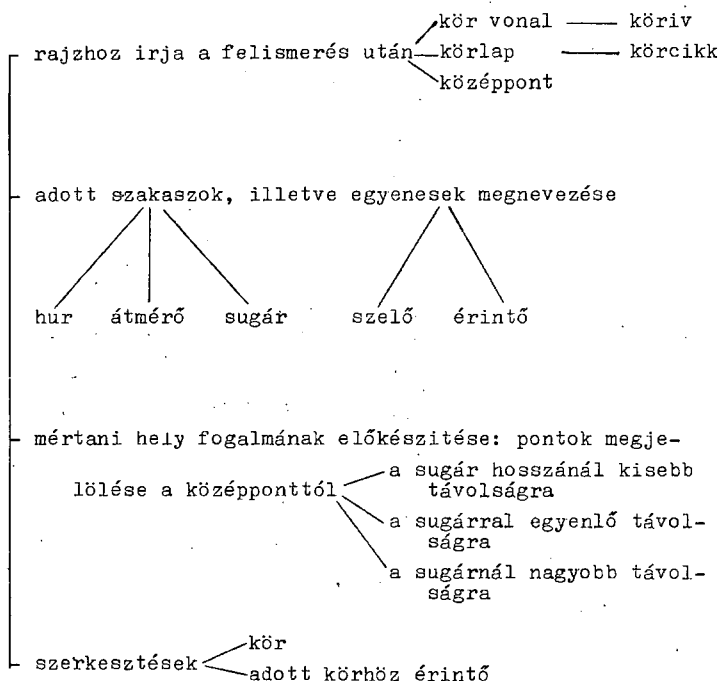 kör vonal köriv
rajzhoz irja a felismerés után körlap körcikk
középpont
adott szakaszok, illetve egyenesek megnevezése
hur átmérő sugár szelő érintő
mértani hely fogalmának előkészitése: pontok megje-
lölése a középponttól a sugár hosszánál kisebb
távolságra
a sugárral egyenlő távol-
ságra
a sugárnál nagyobb távol-
ságra
kör
szerkesztések
adott körhöz érintő